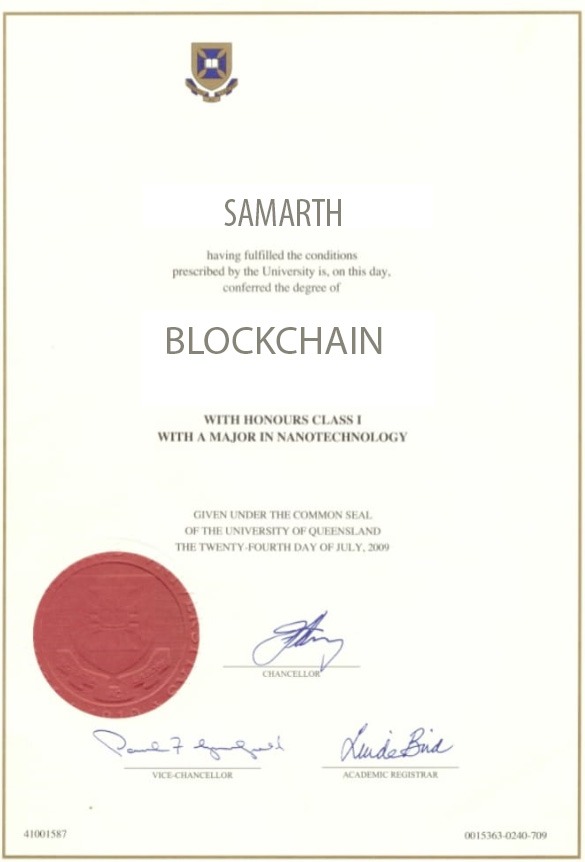 SAMARTH
having fulfilled the conditions
prescribed by the University is, on this day,
conferred the degree of
BLOCKCHAIN
WITH HONOURS CLASS I
WITH A MAJOR IN NANOTECHNOLOGY
GIVEN UNDER THE COMMON SEAL
OF THE UNIVERSITY OF QUEENSLAND
THE TWENTY-FOURTH DAY OF JULY, 2009
CHANCELLOR
VICE-CHANCELLOR
Linda Bird
ACADEMIC REGISTRAR
41001587
0015363-0240-709